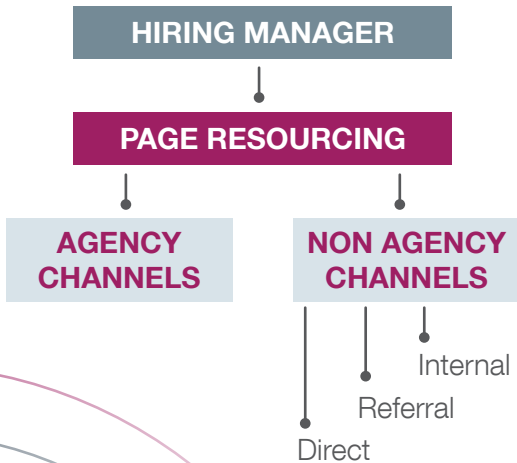 HIRING MANAGER
PAGE RESOURCING
AGENCY
CHANNELS
NON AGENCY
CHANNELS
Internal
Referral
Direct